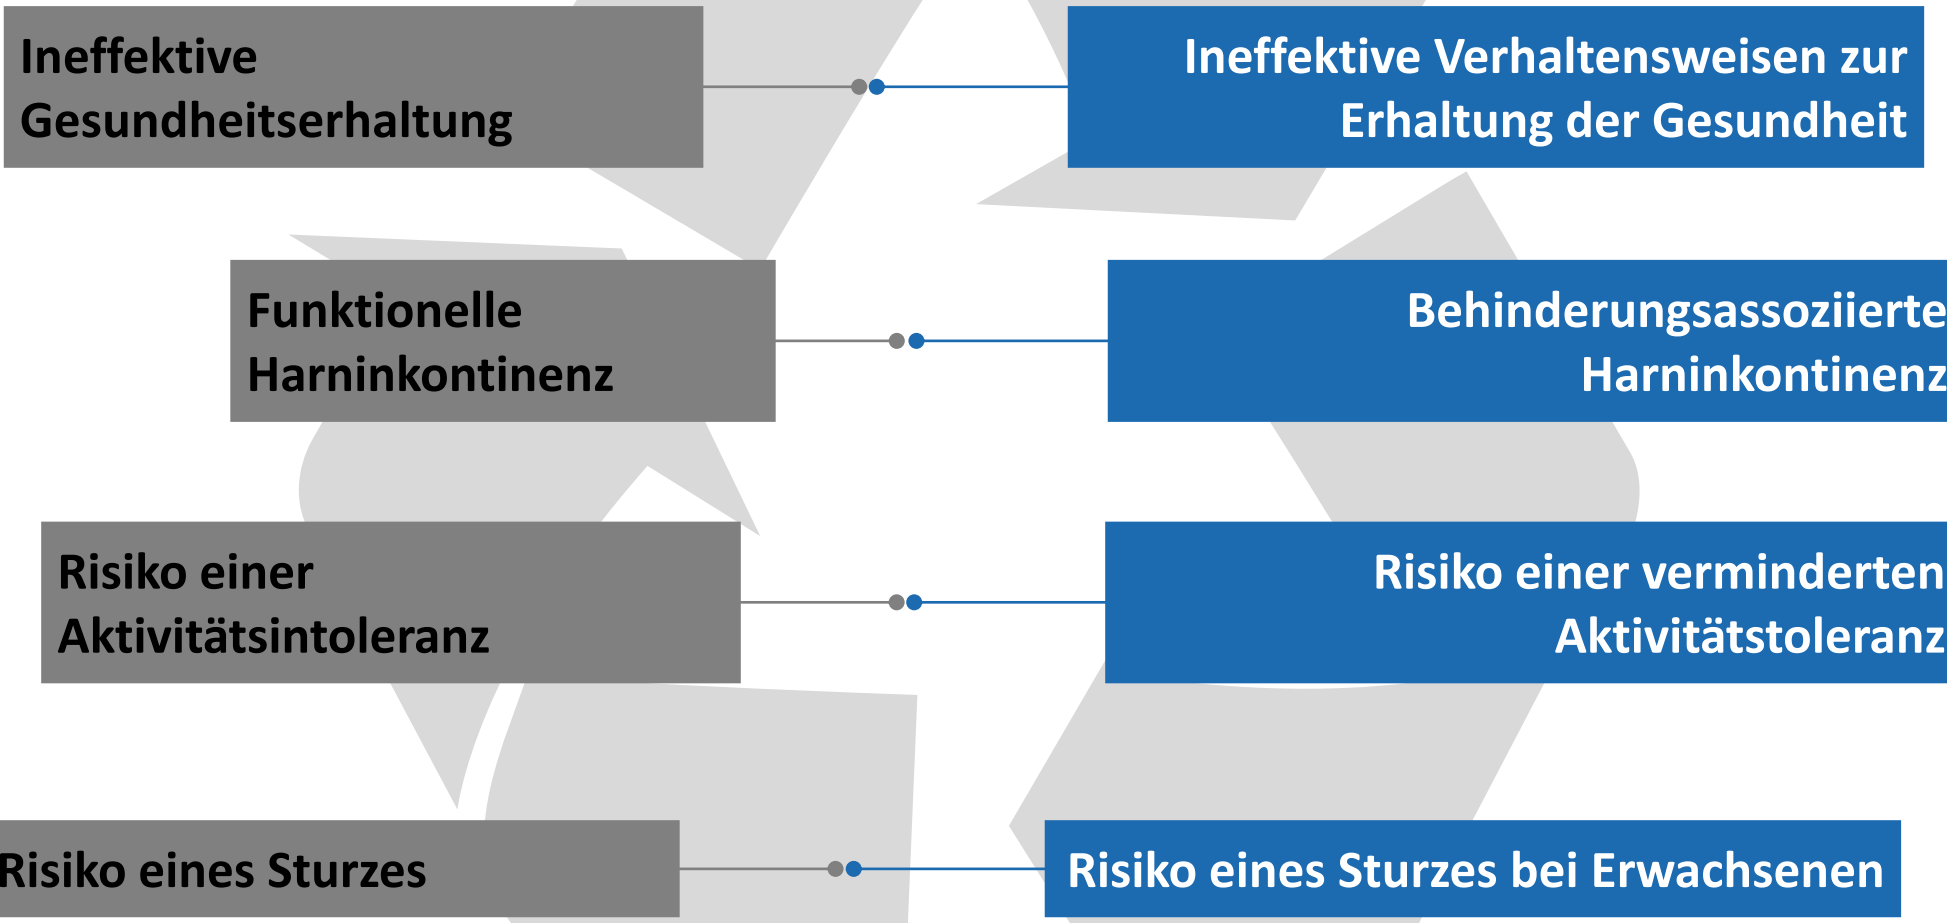 Ineffektive
Gesundheitserhaltung
Ineffektive Verhaltensweisen zur
Erhaltung der Gesundheit
Funktionelle
Harninkontinenz
Behinderungsassoziierte
Harninkontinenz
Risiko einer
Aktivitätsintoleranz
Risiko einer verminderten
Aktivitätstoleranz
Risiko eines Sturzes
Risiko eines Sturzes bei Erwachsenen